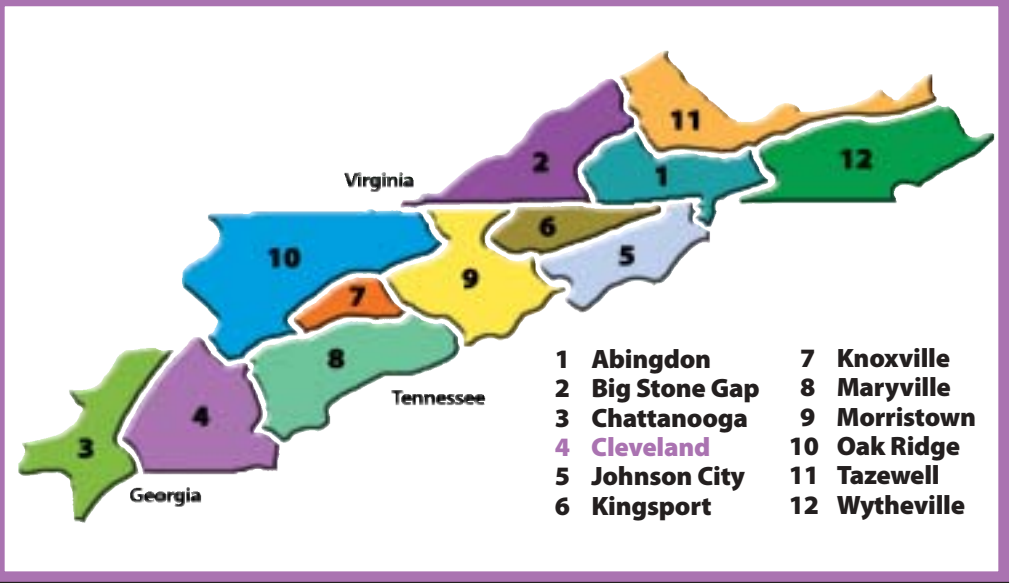 11
12
2
1
Virginia
6
5
10
9
7
8
Tennessee
4
3
Georgia
1 Abingdon
2 Big Stone Gap
3 Chattanooga
4 Cleveland
5 Johnson City
6 Kingsport
7 Knoxville
8 Maryville
9 Morristown
10 Oak Ridge
11 Tazewell
12 Wytheville